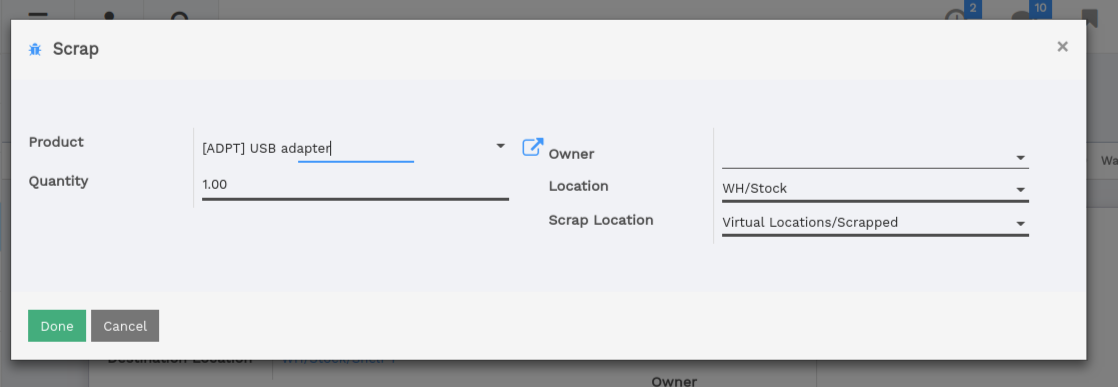 2 10
Scrap ×
Product [ADPT] USB adapter
Quantity 1.00
Owner
Location WH/Stock
Scrap Location Virtual Locations/Scrapped
Done Cancel
Wa
Destination Location
Owner